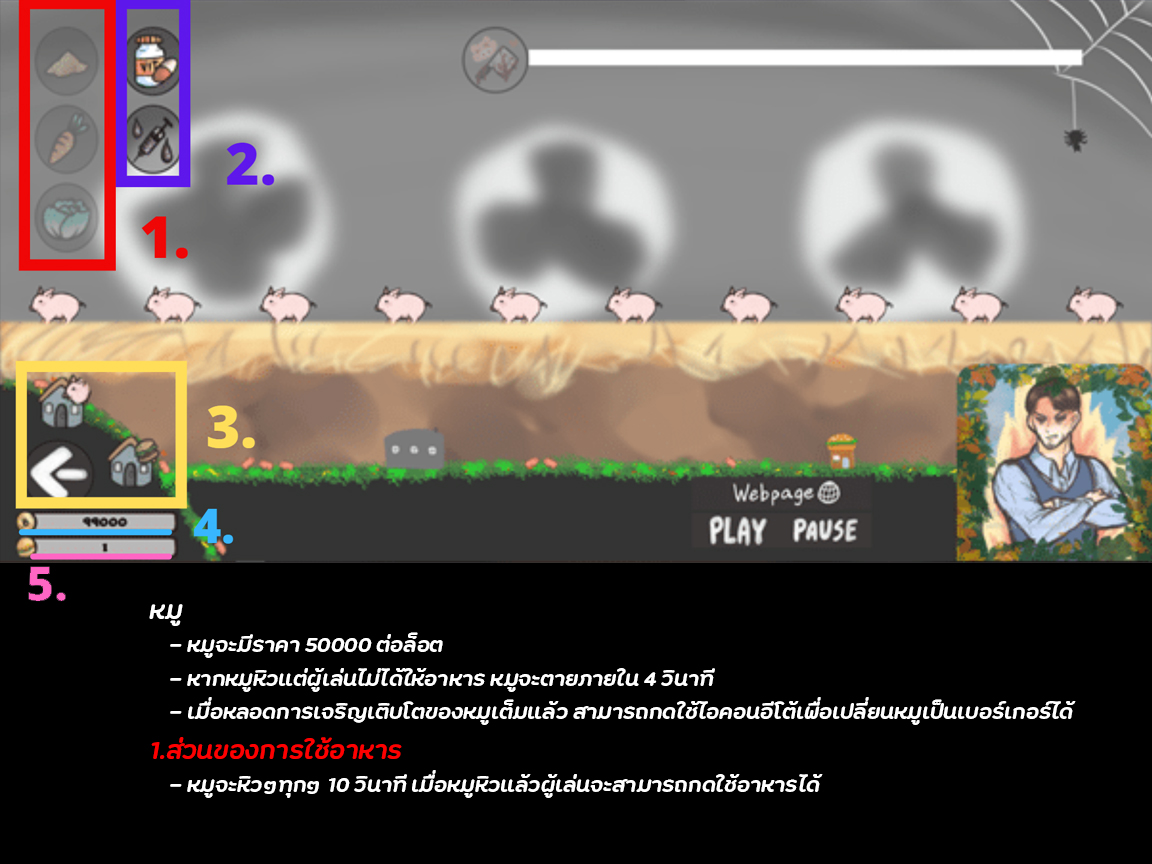 2.
1.
3.
Webpage
PLAY PAUSE
99000
4.
1
5.
หมู
– หมูจะมีราคา 50000 ต่อล็อต
– หากหมูหิวแต่ผู้เล่นไม่ได้ให้อาหาร หมูจะตายภายใน 4 วินาที
– เมื่อหลอดการเจริญเติบโตของหมูเต็มแล้ว สามารถกดใช้ไอคอนอีโต้เพื่อเปลี่ยนหมูเป็นเบอร์เกอร์ได้
1.ส่วนของการใช้อาหาร
– หมูจะหิวๆทุกๆ 10 วินาที เมื่อหมูหิวแล้วผู้เล่นจะสามารถกดใช้อาหารได้